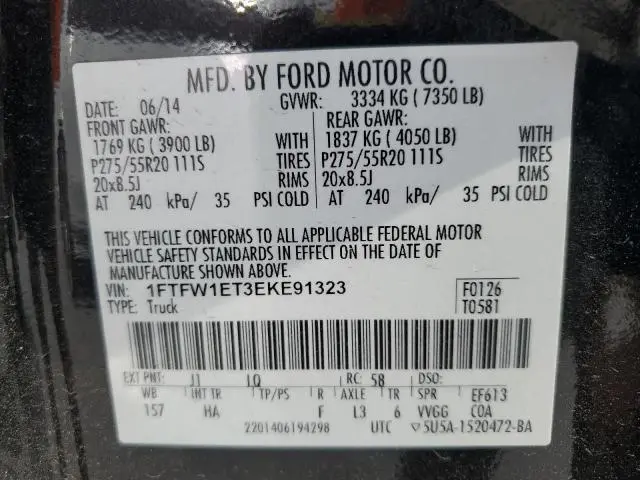 MFD. BY FORD MOTOR CO.
DATE: 06/14 GVWR: 3334 KG ( 7350 LB)
FRONT GAWR: REAR GAWR:
1769 KG ( 3900 LB) WITH 1837 KG ( 4050 LB) WITH
P275/55R20 111S TIRES P275/55R20 111S TIRES
20x8.5J RIMS 20x8.5J RIMS
AT 240 kPa/ 35 PSI COLD AT 240 kPa/ 35 PSI COLD
THIS VEHICLE CONFORMS TO ALL APPLICABLE FEDERAL MOTOR
VEHICLE SAFETY STANDARDS IN EFFECT ON THE DATE OF
MANUFACTURE SHOWN ABOVE.
VIN: 1FTFW1ET3EKE91323 F0126
TYPE: Truck T0581
EXT PNT: J1 LQ RC: 58 DSO:
WB INT TR TP/PS R AXLE TR SPR EF613
157 HA F L3 6 VVGG COA
2201406194298 UTC ▽5U5A-1520472-BA